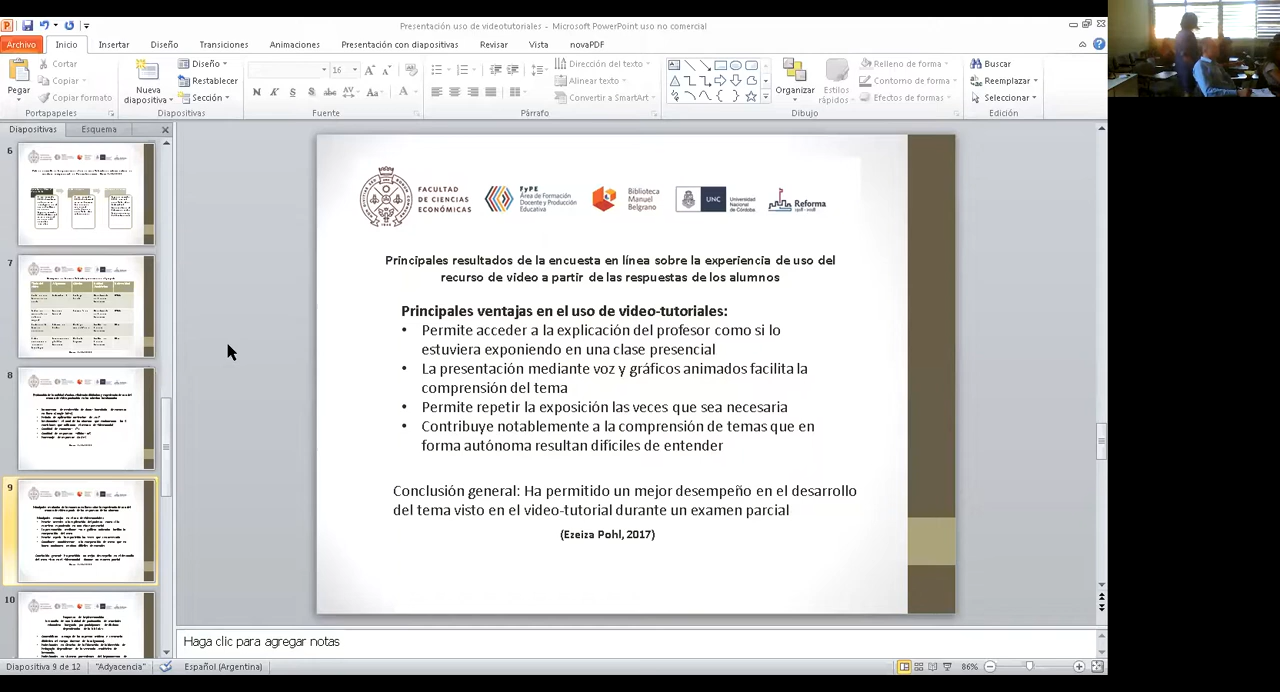 Presentación uso de videotutoriales - Microsoft PowerPoint uso no comercial
Archivo Inicio Insertar Diseño Transiciones Animaciones Presentación con diapositivas Revisar Vista novaPDF
Pegar
Cortar
Copiar
Copiar formato
Portapapeles
Nueva
diapositiva
Diseño
Restablecer
Sección
Diapositivas
16
Fuente
Párrafo
Dirección del texto
Alinear texto
Convertir a SmartArt
Organizar
Estilos
rápidos
Relleno de forma
Contorno de forma
Efectos de formas
Dibujo
Buscar
Reemplazar
Seleccionar
Edición
Diapositivas Esquema
6
7
8
9
10
FACULTAD
DE CIENCIAS
ECONÓMICAS
FyPE
Área de Formación
Docente y Producción
Educativa
Biblioteca
Manuel
Belgrano
UNC
Universidad
Nacional
de Córdoba
Reforma
Principales resultados de la encuesta en línea sobre la experiencia de uso del
recurso de video a partir de las respuestas de los alumnos
Principales ventajas en el uso de video-tutoriales:
• Permite acceder a la explicación del profesor como si lo
estuviera exponiendo en una clase presencial
• La presentación mediante voz y gráficos animados facilita la
comprensión del tema
• Permite repetir la exposición las veces que sea necesaria
• Contribuye notablemente a la comprensión de temas que en
forma autónoma resultan difíciles de entender
Conclusión general: Ha permitido un mejor desempeño en el desarrollo
del tema visto en el video-tutorial durante un examen parcial
(Ezeiza Pohl, 2017)
Haga clic para agregar notas
Diapositiva 9 de 12 "Adyacencia" Español (Argentina) 86%